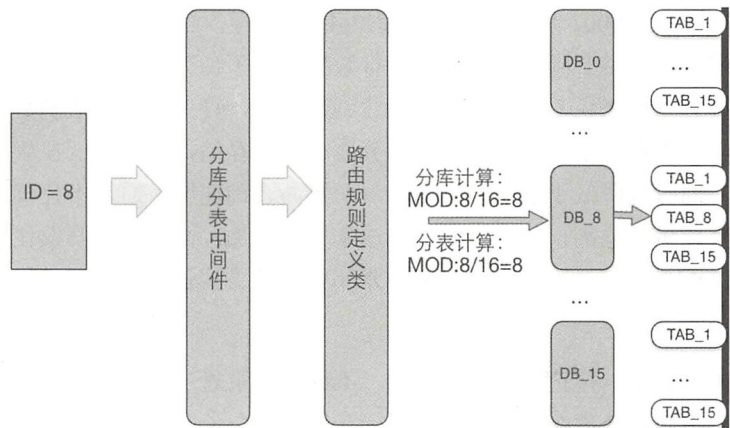 ID = 8
分库分表中间件
路由规则定义类
分库计算：
MOD:8/16=8
分表计算：
MOD:8/16=8
DB_0
TAB_1
...
TAB_15
...
DB_8
TAB_1
TAB_8
TAB_15
...
DB_15
TAB_1
...
TAB_15